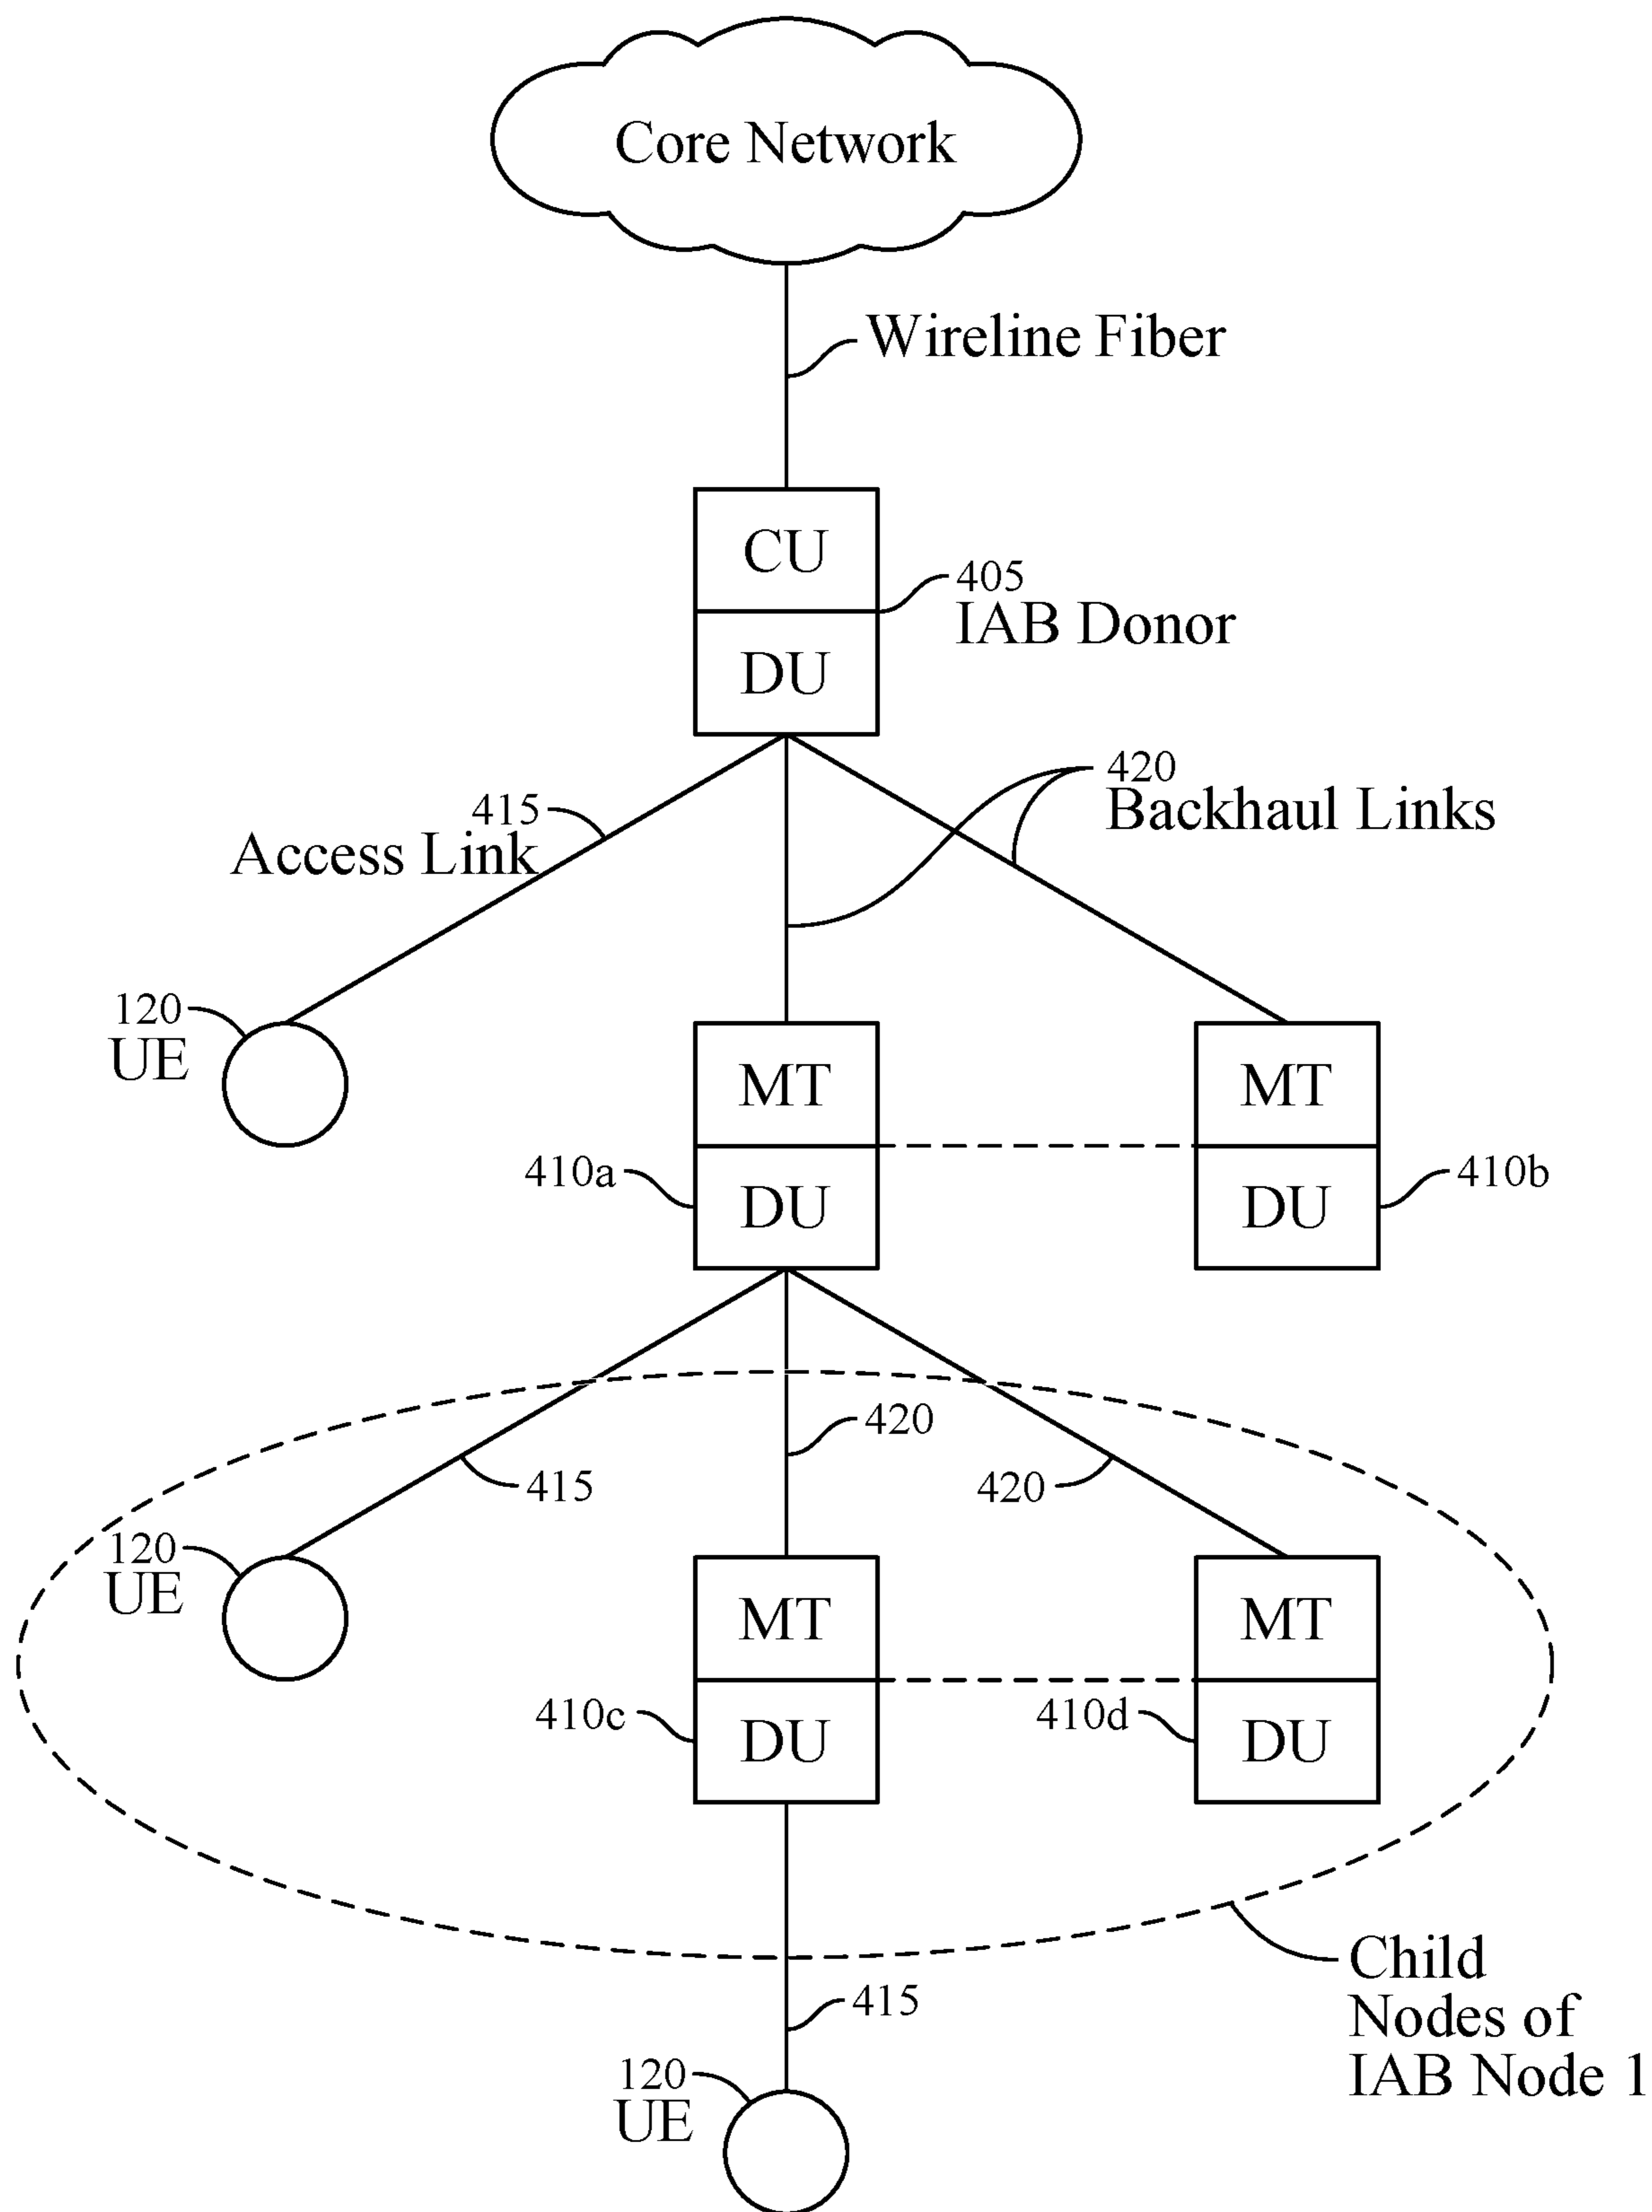 Core Network
Wireline Fiber
CU
405
IAB Donor
DU
420
Backhaul Links
415
Access Link
120
UE
MT
MT
410a
DU
DU
410b
420
415
420
120
UE
MT
MT
410c
DU
410d
DU
Child
Nodes of
IAB Node 1
415
120
UE